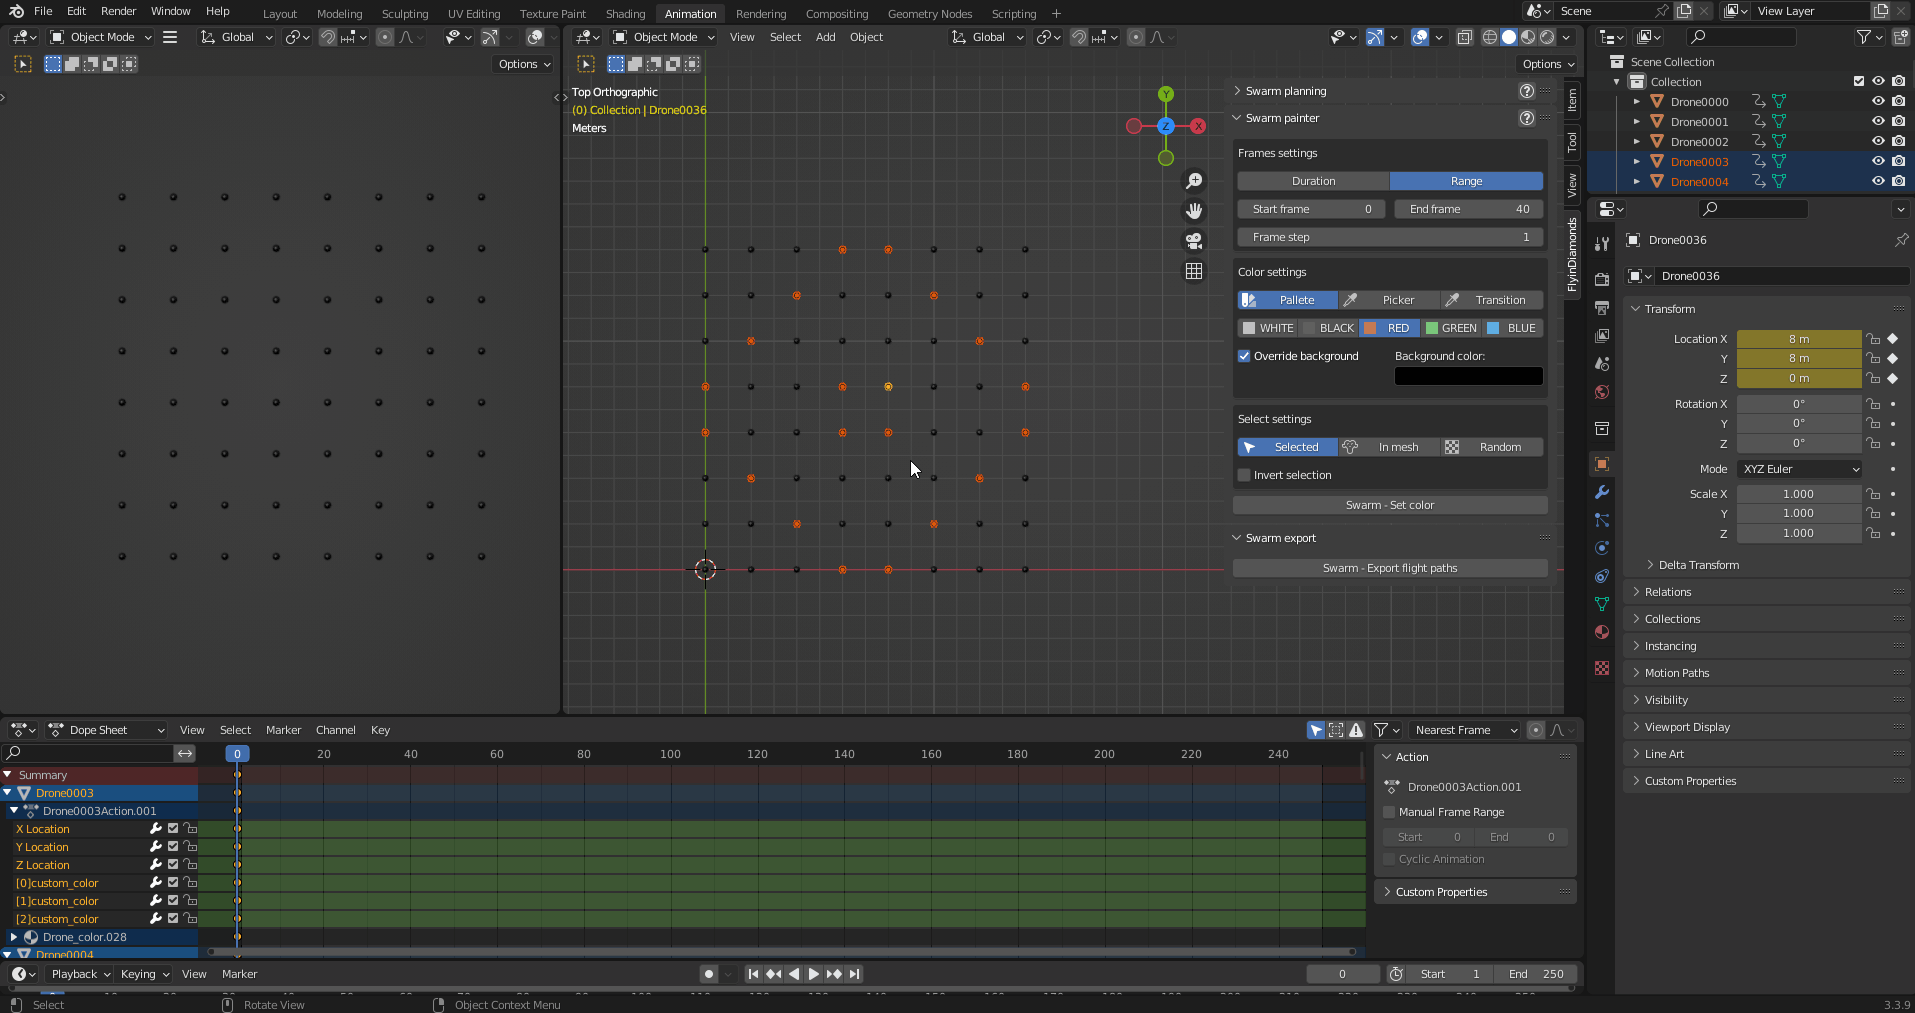 File Edit Render Window Help
Layout Modeling Sculpting UV Editing Texture Paint Shading Animation Rendering Compositing Geometry Nodes Scripting +
Scene View Layer
Object Mode Global
Object Mode View Select Add Object Global
Options
Options
Top Orthographic
(0) Collection | Drone0036
Meters
Y
Z X
Swarm planning
Swarm painter
Frames settings
Duration Range
Start frame 0 End frame 40
Frame step 1
Color settings
Pallete Picker Transition
WHITE BLACK RED GREEN BLUE
Override background Background color:
Select settings
Selected In mesh Random
Invert selection
Swarm - Set color
Swarm export
Swarm - Export flight paths
Item
Tool
View
FlyinDiamonds
Scene Collection
Collection
Drone0000
Drone0001
Drone0002
Drone0003
Drone0004
Drone0036
Drone0036
Transform
Location X 8 m
Y 8 m
Z 0 m
Rotation X 0°
Y 0°
Z 0°
Mode XYZ Euler
Scale X 1.000
Y 1.000
Z 1.000
Delta Transform
Relations
Collections
Instancing
Motion Paths
Visibility
Viewport Display
Line Art
Custom Properties
Dope Sheet View Select Marker Channel Key
Nearest Frame
0 20 40 60 80 100 120 140 160 180 200 220 240
Summary
Drone0003
Drone0003Action.001
X Location
Y Location
Z Location
[0]custom_color
[1]custom_color
[2]custom_color
Drone_color.028
Drone0004
Action
Drone0003Action.001
Manual Frame Range
Start 0 End 0
Cyclic Animation
Custom Properties
Playback Keying View Marker
0 Start 1 End 250
Select Rotate View Object Context Menu
3.3.9